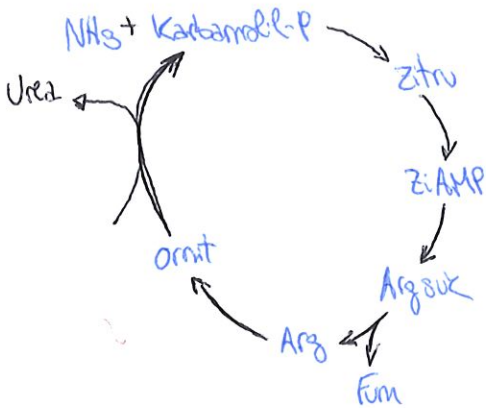 NH3 + Karbamoil-P
Urea
Zitru
ZiAMP
Ornit
Argsuk
Arg
Fum